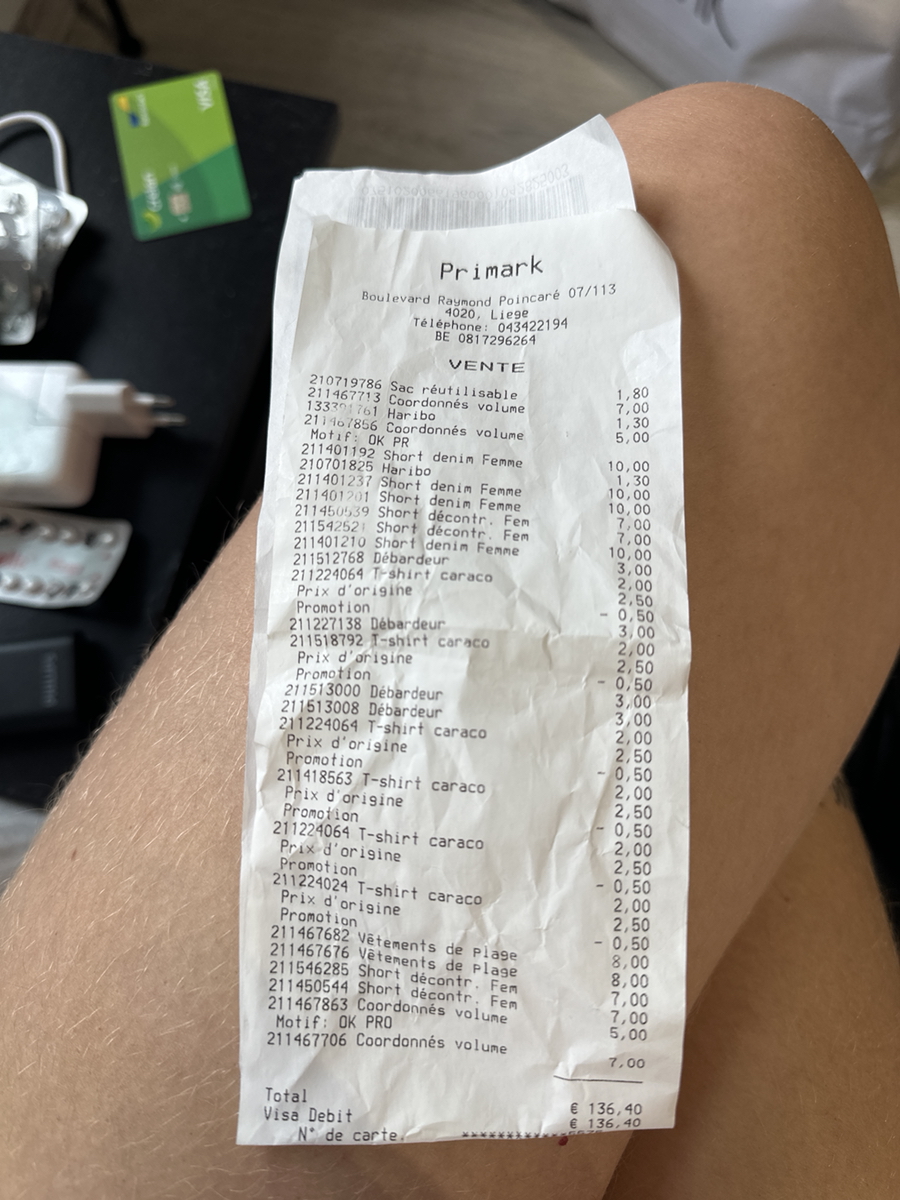 VISA
Primark
Boulevard Raymond Poincaré 07/113
4020, Liege
Téléphone: 043422194
BE 0817296264
VENTE
210719786 Sac réutilisable 1,80
211467713 Coordonnés volume 7,00
Haribo 1,30
211467856 Coordonnés volume 5,00
Motif: OK PR
211401192 Short denim Femme 10,00
210701825 Haribo 1,30
211401237 Short denim Femme 10,00
211401201 Short denim Femme 10,00
211450539 Short décontr. Fem 7,00
211542521 Short décontr. Fem 7,00
211401210 Short denim Femme 10,00
211512768 Débardeur 3,00
211224064 T-shirt caraco 2,00
Prix d'origine 2,50
Promotion - 0,50
211227138 Débardeur 3,00
211518792 T-shirt caraco 2,00
Prix d'origine 2,50
Promotion - 0,50
211513000 Débardeur 3,00
211513008 Débardeur 3,00
211224064 T-shirt caraco 2,00
Prix d'origine 2,50
Promotion - 0,50
211418563 T-shirt caraco 2,00
Prix d'origine 2,50
Promotion - 0,50
211224064 T-shirt caraco 2,00
Prix d'origine 2,50
Promotion - 0,50
211224024 T-shirt caraco 2,00
Prix d'origine 2,50
Promotion - 0,50
211467682 Vêtements de plage 8,00
211467676 Vêtements de plage 8,00
211546285 Short décontr. Fem 7,00
211450544 Short décontr. Fem 7,00
211467863 Coordonnés volume 5,00
Motif: OK PRO
211467706 Coordonnés volume 7,00
Total € 136,40
Visa Debit € 136,40
N° de carte.